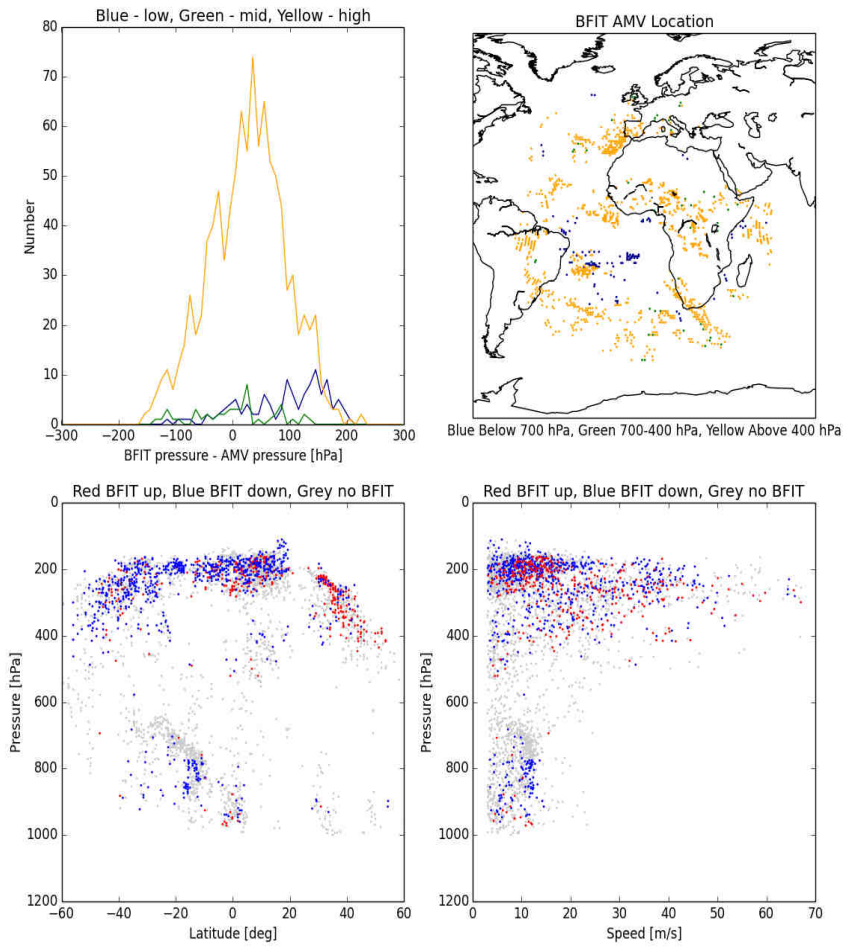 Blue - low, Green - mid, Yellow - high
80
70
60
50
40
30
20
10
0
Number
−300 −200 −100 0 100 200 300
BFIT pressure - AMV pressure [hPa]
BFIT AMV Location
Blue Below 700 hPa, Green 700-400 hPa, Yellow Above 400 hPa
Red BFIT up, Blue BFIT down, Grey no BFIT
0
200
400
600
800
1000
1200
Pressure [hPa]
−60 −40 −20 0 20 40 60
Latitude [deg]
Red BFIT up, Blue BFIT down, Grey no BFIT
0
200
400
600
800
1000
1200
Pressure [hPa]
0 10 20 30 40 50 60 70
Speed [m/s]